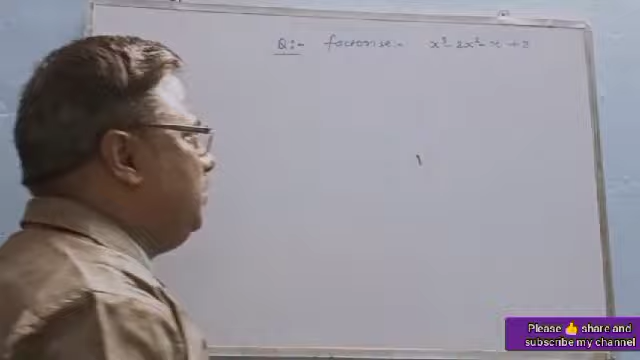 Q:- factorise:- x³- 2x²- x + 2
Please 👍 share and
subscribe my channel